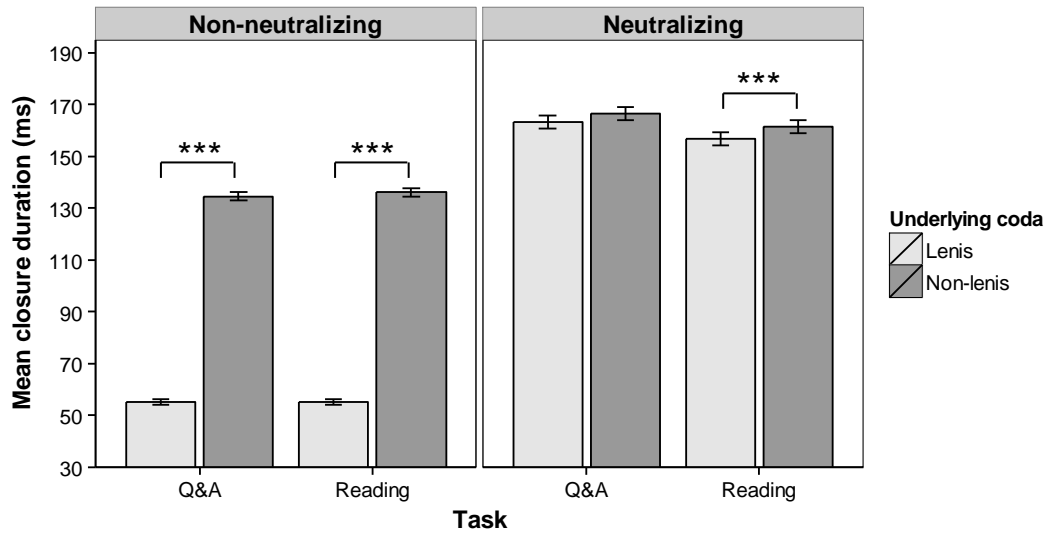 Non-neutralizing
Neutralizing
Mean closure duration (ms)
190
170
150
130
110
90
70
50
30
***
***
***
Q&A
Reading
Q&A
Reading
Task
Underlying coda
Lenis
Non-lenis